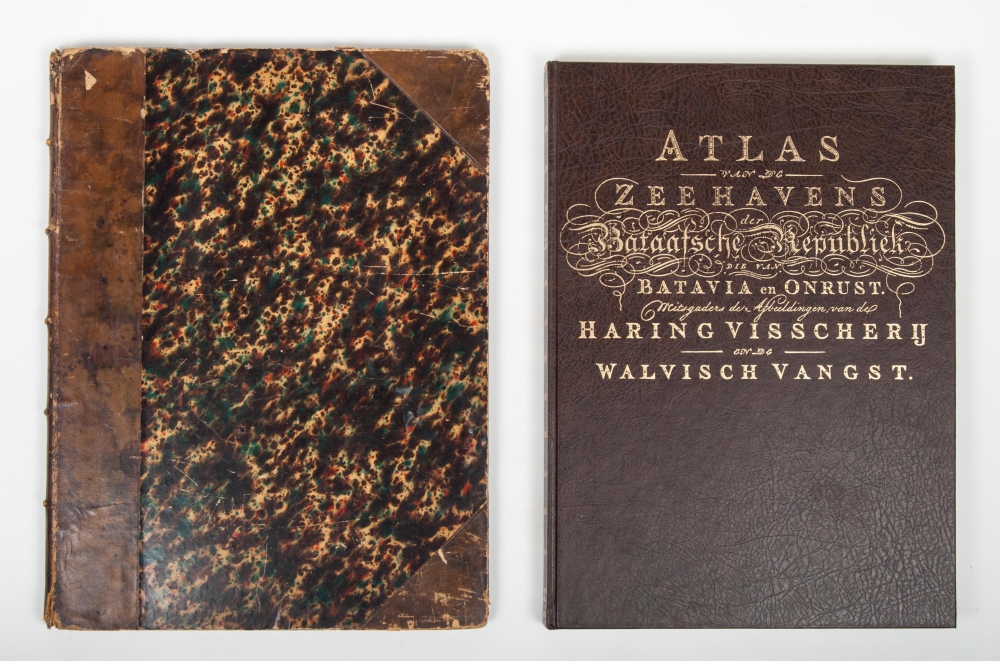 ATLAS
VAN DE
ZEEHAVENS
der
Bataafsche Republiek
DIE VAN
BATAVIA en ONRUST.
Mitsgaders de Afbeeldingen, van de
HARING VISSCHERIJ
EN DE
WALVISCH VANGST.